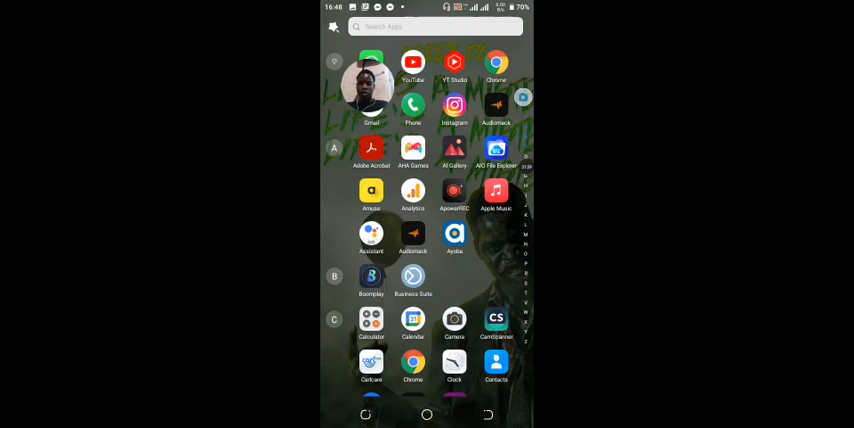 16:48 0.00 B/s 70%
Search Apps
YouTube YT Studio Chrome
Gmail Phone Instagram Audiomack
A
Adobe Acrobat AHA Games AI Gallery AIO File Explorer
Amuse Analytics ApowerREC Apple Music
Assistant Audiomack Ayoba
B
Boomplay Business Suite
C
Calculator Calendar Camera CamScanner
Carlcare Chrome Clock Contacts